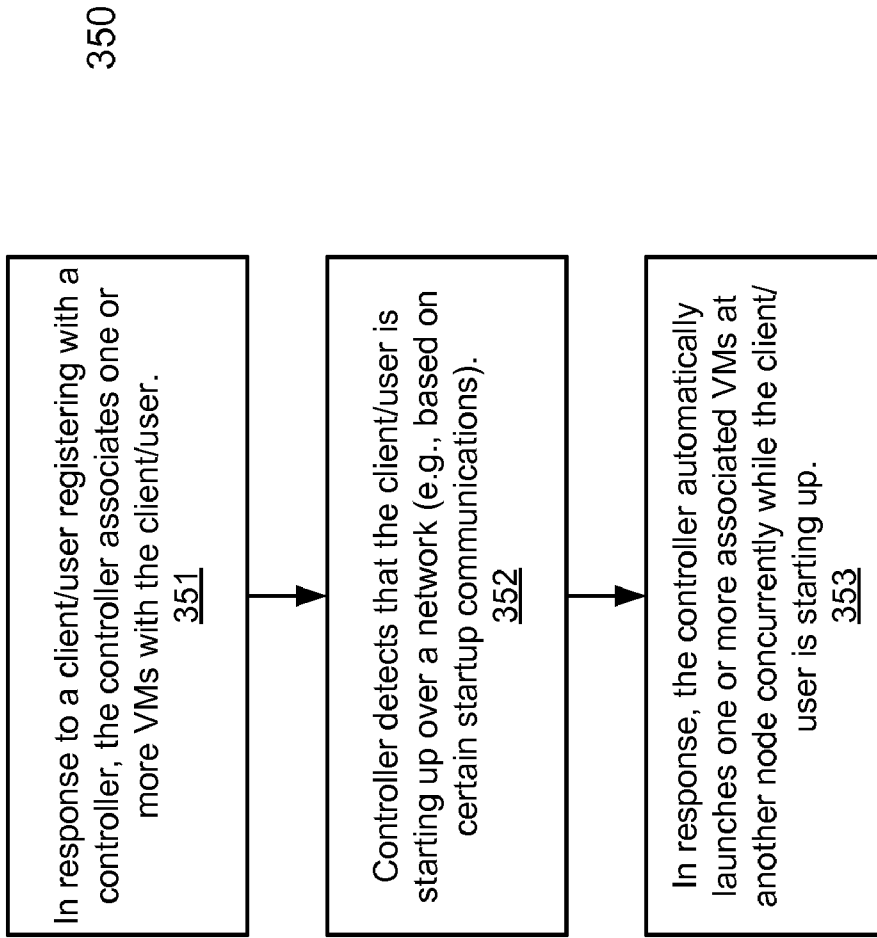 350
In response to a client/user registering with a
controller, the controller associates one or
more VMs with the client/user.
351
Controller detects that the client/user is
starting up over a network (e.g., based on
certain startup communications).
352
In response, the controller automatically
launches one or more associated VMs at
another node concurrently while the client/
user is starting up.
353